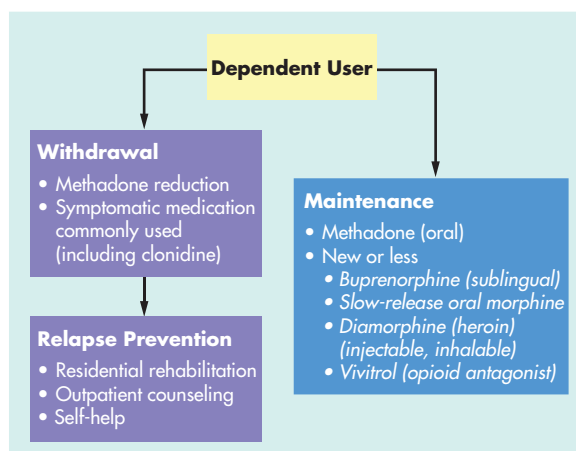 Dependent User
Withdrawal
• Methadone reduction
• Symptomatic medication
commonly used
(including clonidine)
Maintenance
• Methadone (oral)
• New or less
• Buprenorphine (sublingual)
• Slow-release oral morphine
• Diamorphine (heroin)
(injectable, inhalable)
• Vivitrol (opioid antagonist)
Relapse Prevention
• Residential rehabilitation
• Outpatient counseling
• Self-help